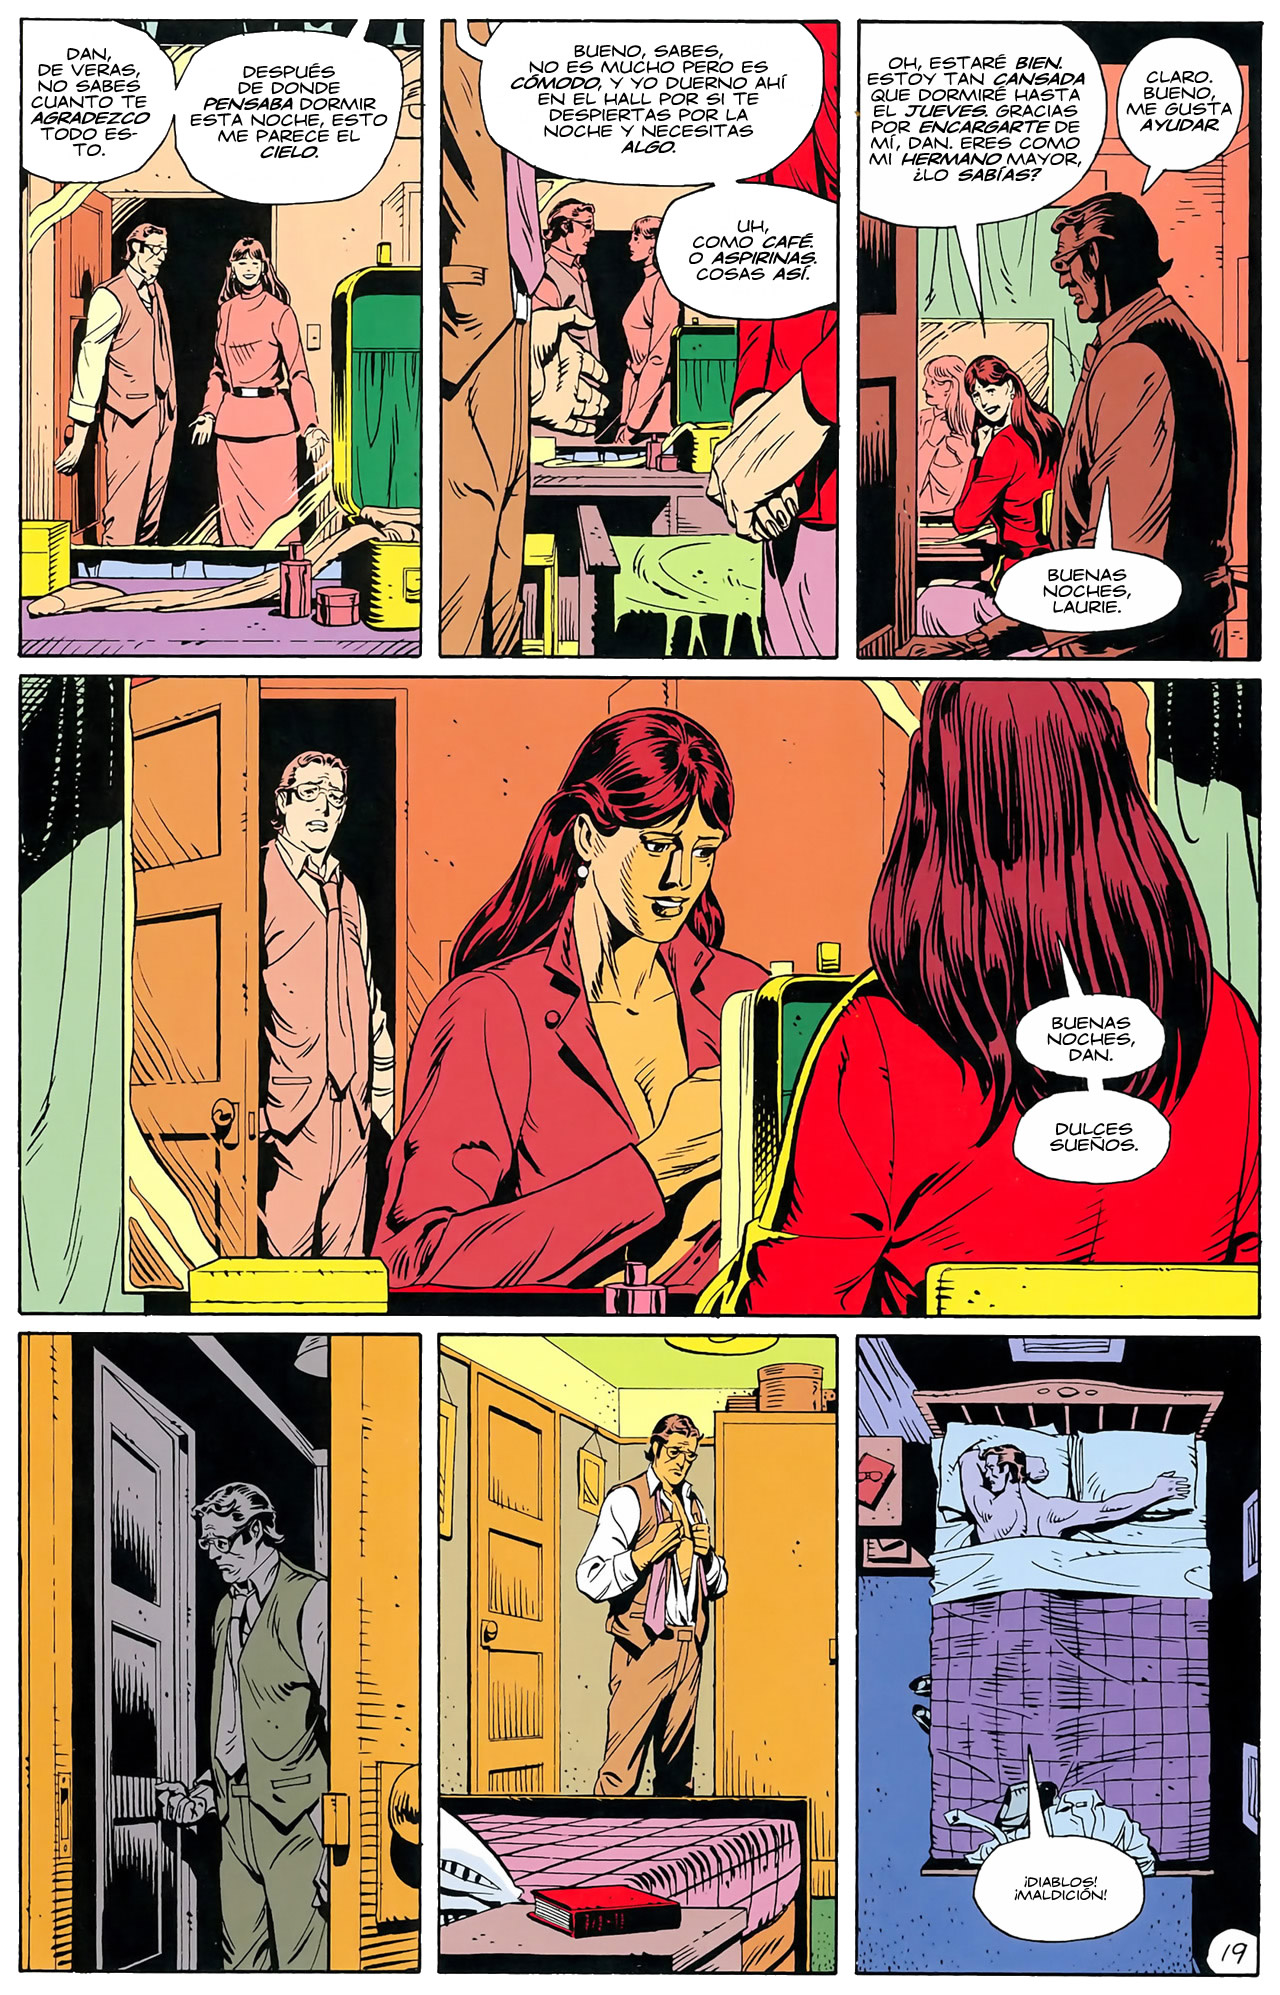 DAN,
DE VERAS,
NO SABES
CUANTO TE
AGRADEZCO
TODO ES-
TO.
DESPUÉS
DE DONDE
PENSABA DORMIR
ESTA NOCHE, ESTO
ME PARECE EL
CIELO.
BUENO, SABES,
NO ES MUCHO PERO ES
CÓMODO, Y YO DUERNO AHÍ
EN EL HALL POR SI TE
DESPIERTAS POR LA
NOCHE Y NECESITAS
ALGO.
UH,
COMO CAFÉ.
O ASPIRINAS.
COSAS ASÍ.
OH, ESTARÉ BIEN.
ESTOY TAN CANSADA
QUE DORMIRÉ HASTA
EL JUEVES. GRACIAS
POR ENCARGARTE DE
MÍ, DAN. ERES COMO
MI HERMANO MAYOR,
¿LO SABÍAS?
CLARO.
BUENO,
ME GUSTA
AYUDAR.
BUENAS
NOCHES,
LAURIE.
BUENAS
NOCHES,
DAN.
DULCES
SUEÑOS.
¡DIABLOS!
¡MALDICIÓN!
19